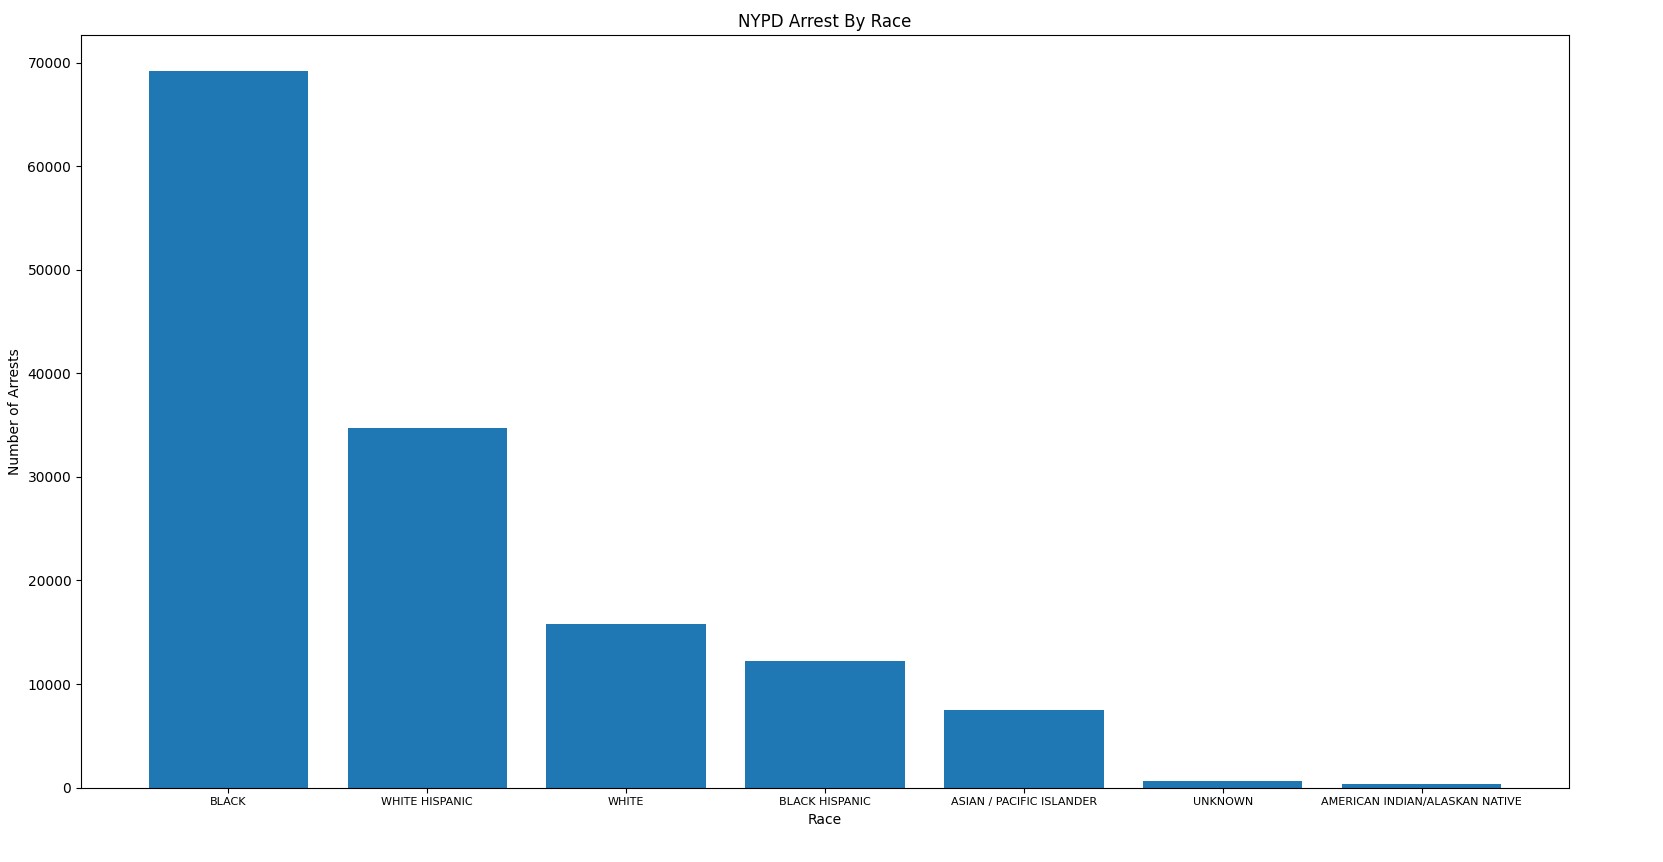 NYPD Arrest By Race
70000
60000
50000
40000
30000
20000
10000
0
Number of Arrests
BLACK
WHITE HISPANIC
WHITE
BLACK HISPANIC
ASIAN / PACIFIC ISLANDER
UNKNOWN
AMERICAN INDIAN/ALASKAN NATIVE
Race